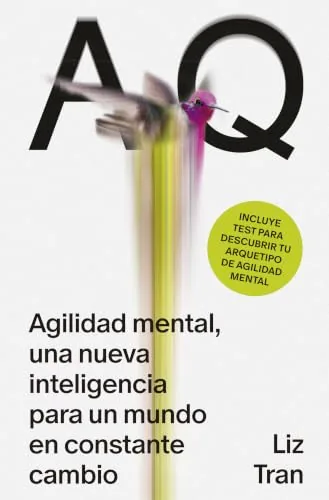 AQ
INCLUYE
TEST PARA
DESCUBRIR TU
ARQUETIPO
DE AGILIDAD
MENTAL
Agilidad mental,
una nueva
inteligencia
para un mundo
en constante
cambio
Liz
Tran